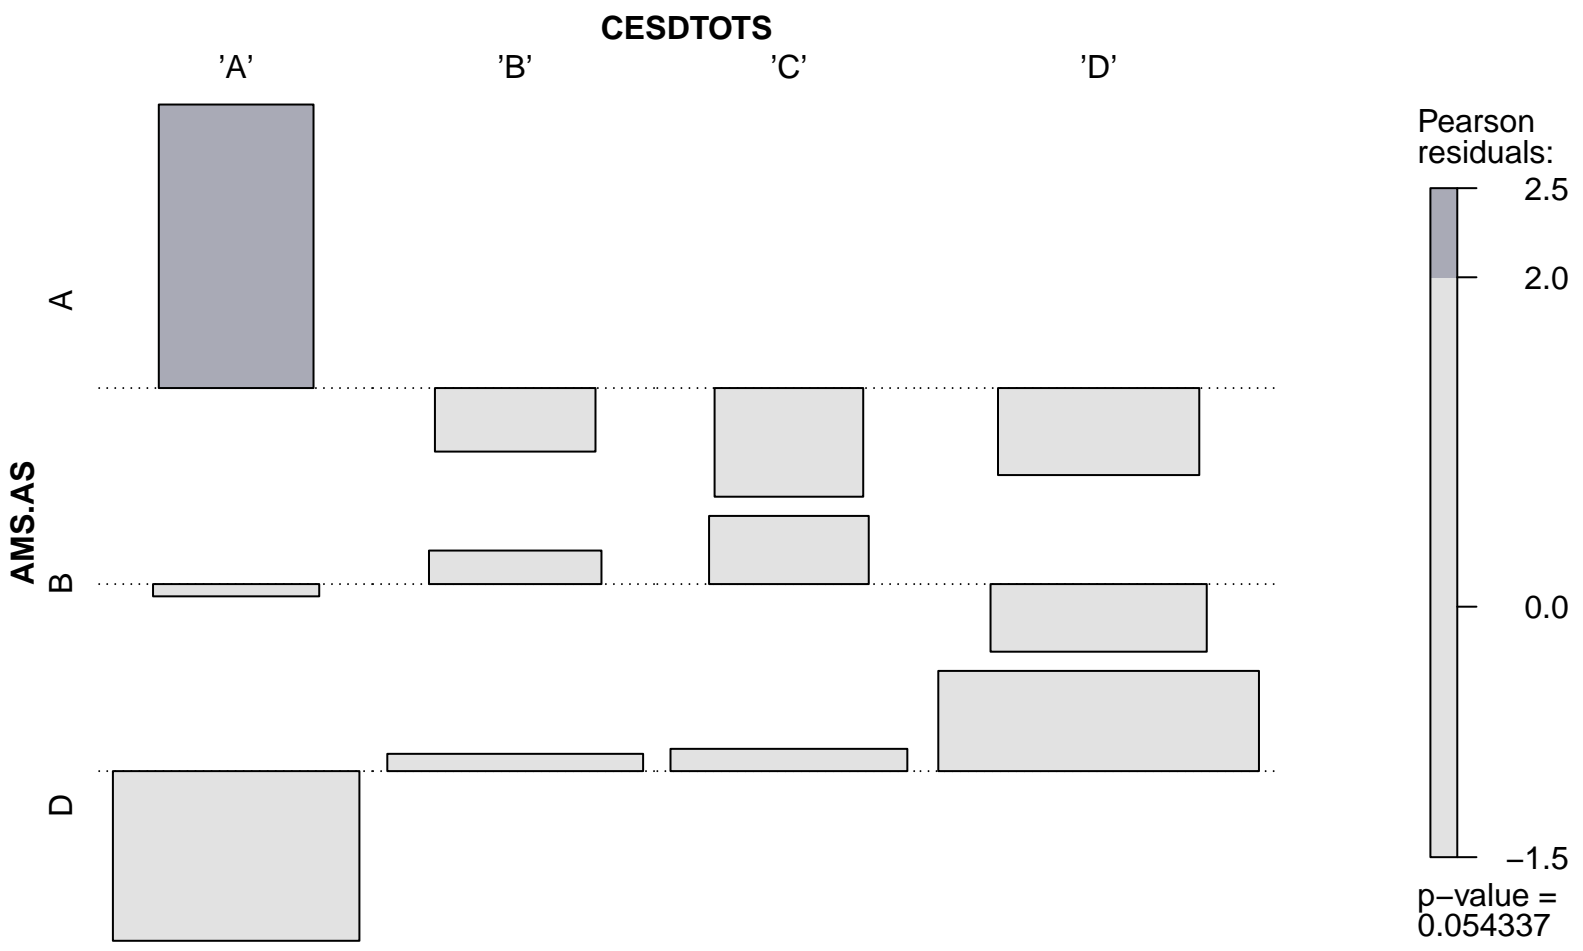 CESDTOTS
’A’ ’B’ ’C’ ’D’
AMS.AS
A
B
D
Pearson
residuals:
2.5
2.0
0.0
−1.5
p−value =
0.054337